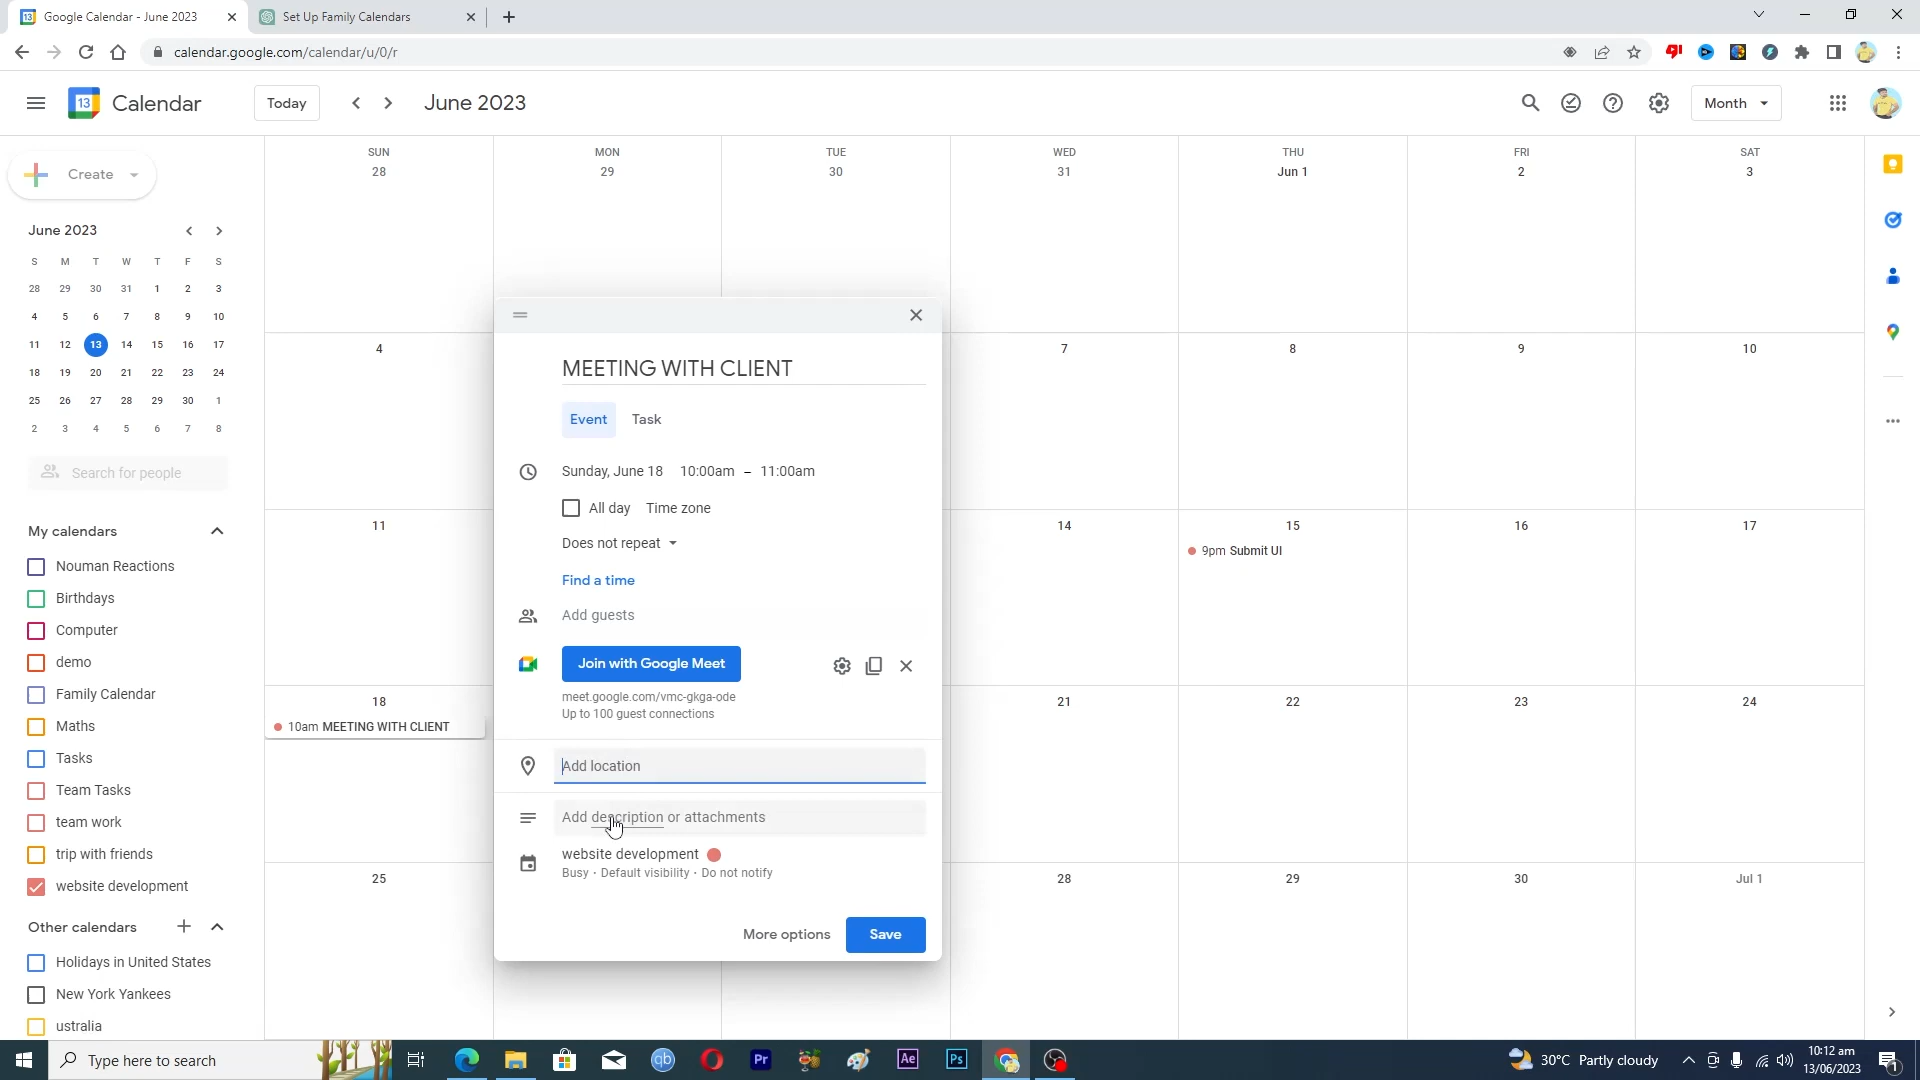 Google Calendar - June 2023
Set Up Family Calendars
calendar.google.com/calendar/u/0/r
13 Calendar
Today
June 2023
Month
Create
June 2023
S M T W T F S
28 29 30 31 1 2 3
4 5 6 7 8 9 10
11 12 13 14 15 16 17
18 19 20 21 22 23 24
25 26 27 28 29 30 1
2 3 4 5 6 7 8
Search for people
My calendars
Nouman Reactions
Birthdays
Computer
demo
Family Calendar
Maths
Tasks
Team Tasks
team work
trip with friends
website development
Other calendars
Holidays in United States
New York Yankees
ustralia
SUN MON TUE WED THU FRI SAT
28 29 30 31 Jun 1 2 3
4 7 8 9 10
11 14 15 16 17
9pm Submit UI
18 21 22 23 24
10am MEETING WITH CLIENT
25 28 29 30 Jul 1
MEETING WITH CLIENT
Event Task
Sunday, June 18 10:00am – 11:00am
All day Time zone
Does not repeat
Find a time
Add guests
Join with Google Meet
meet.google.com/vmc-gkga-ode
Up to 100 guest connections
Add location
Add description or attachments
website development
Busy · Default visibility · Do not notify
More options Save
Type here to search
qb
Pr
Ae
Ps
30°C Partly cloudy
10:12 am
13/06/2023
1